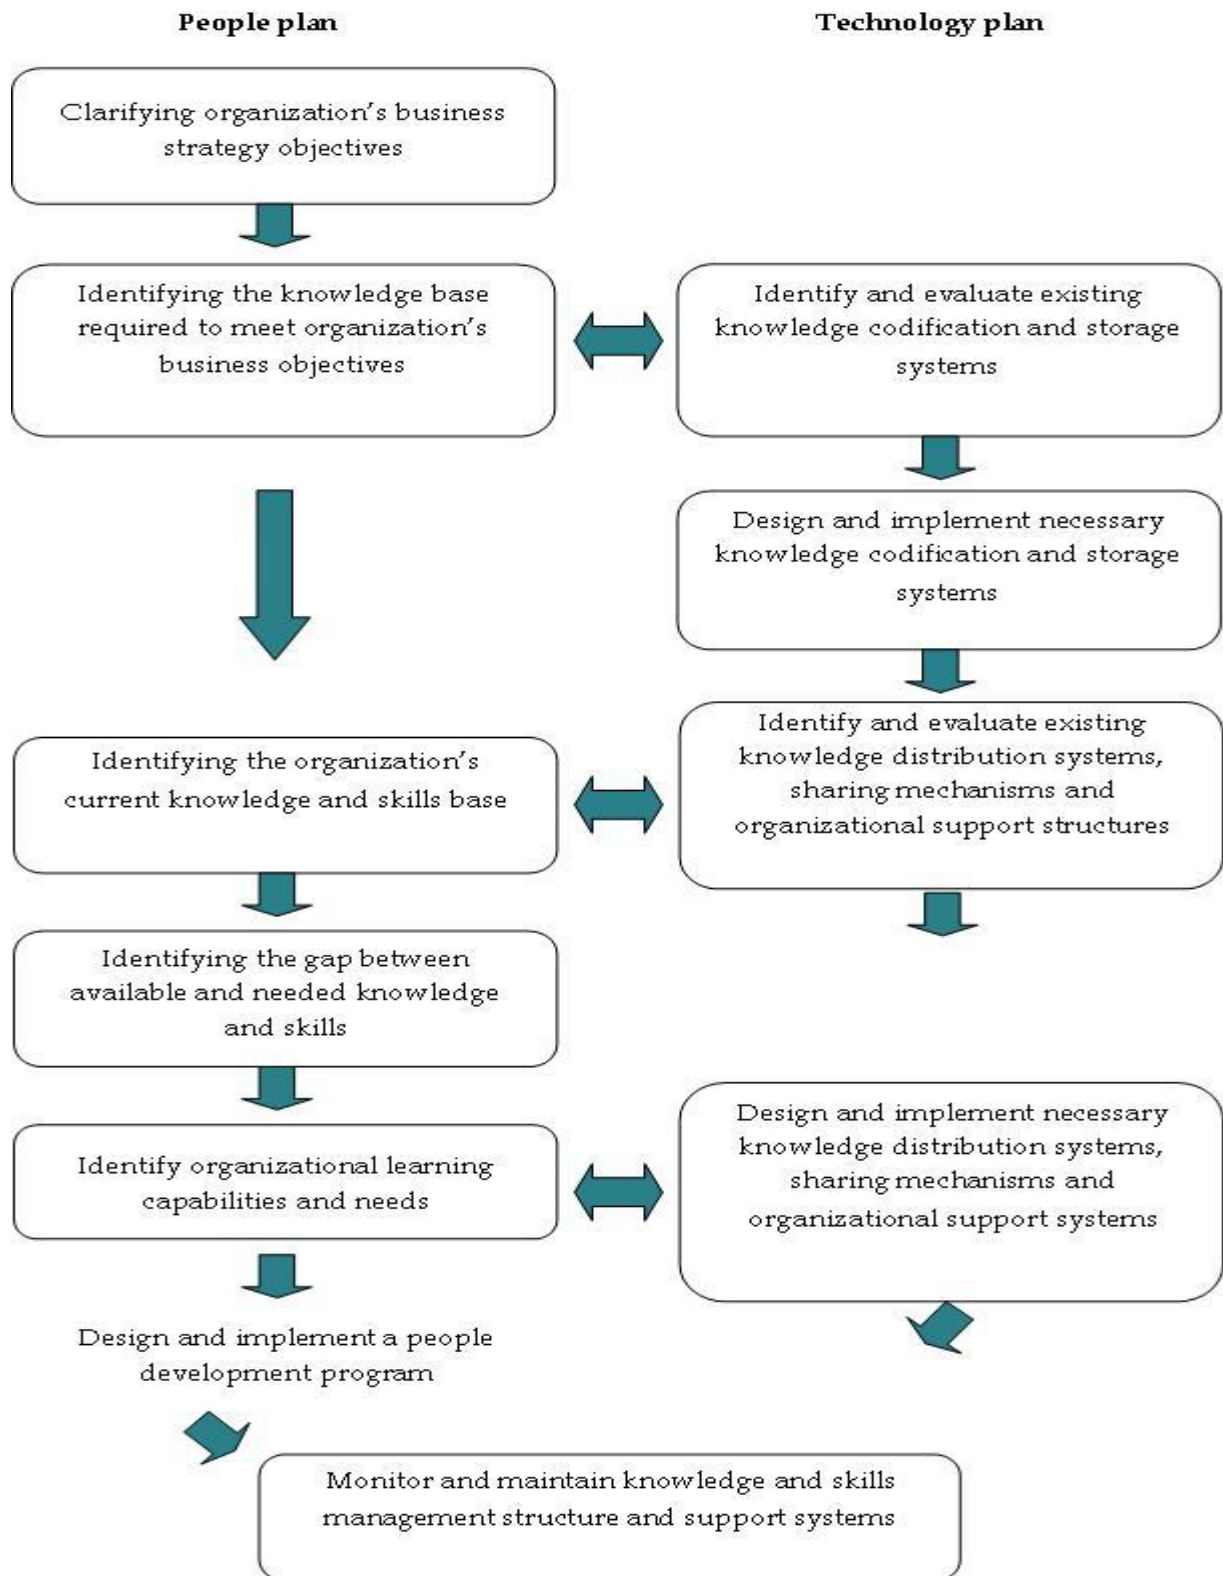 People plan
Technology plan
Clarifying organization's business
strategy objectives
Identifying the knowledge base
required to meet organization's
business objectives
Identify and evaluate existing
knowledge codification and storage
systems
Design and implement necessary
knowledge codification and storage
systems
Identifying the organization's
current knowledge and skills base
Identify and evaluate existing
knowledge distribution systems,
sharing mechanisms and
organizational support structures
Identifying the gap between
available and needed knowledge
and skills
Identify organizational learning
capabilities and needs
Design and implement necessary
knowledge distribution systems,
sharing mechanisms and
organizational support systems
Design and implement a people
development program
Monitor and maintain knowledge and skills
management structure and support systems